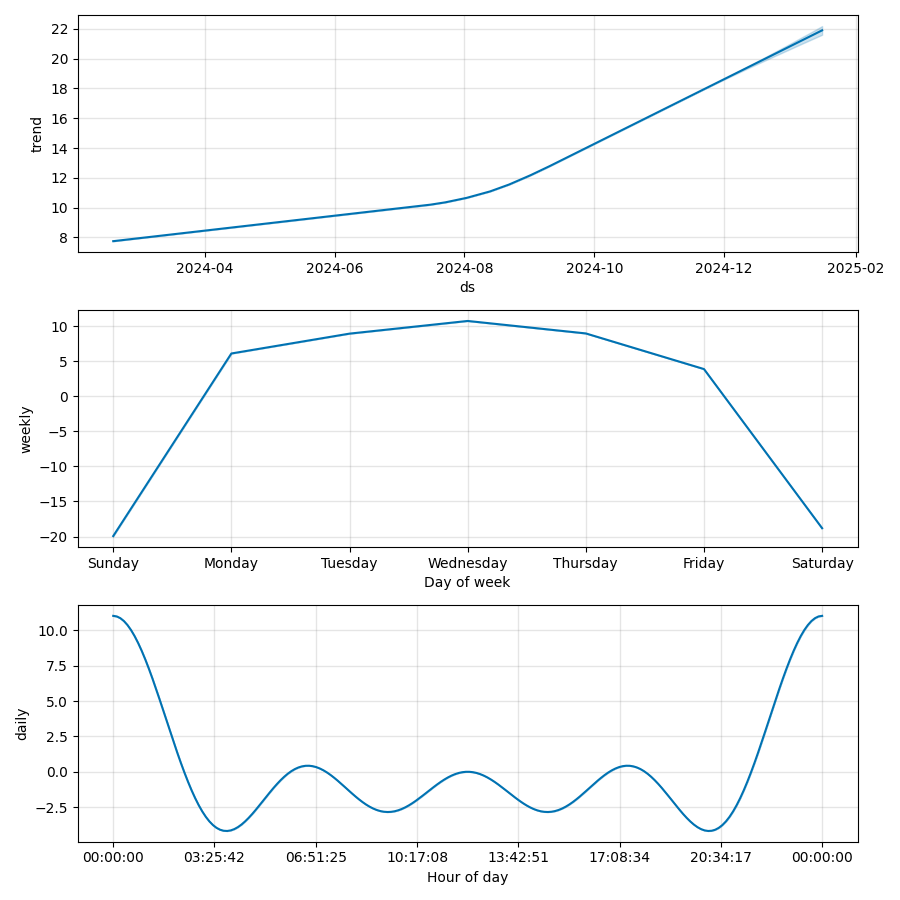 22
20
18
16
14
12
10
8
trend
2024-04 2024-06 2024-08 2024-10 2024-12 2025-02
ds
10
5
0
−5
−10
−15
−20
weekly
Sunday Monday Tuesday Wednesday Thursday Friday Saturday
Day of week
10.0
7.5
5.0
2.5
0.0
−2.5
daily
00:00:00 03:25:42 06:51:25 10:17:08 13:42:51 17:08:34 20:34:17 00:00:00
Hour of day